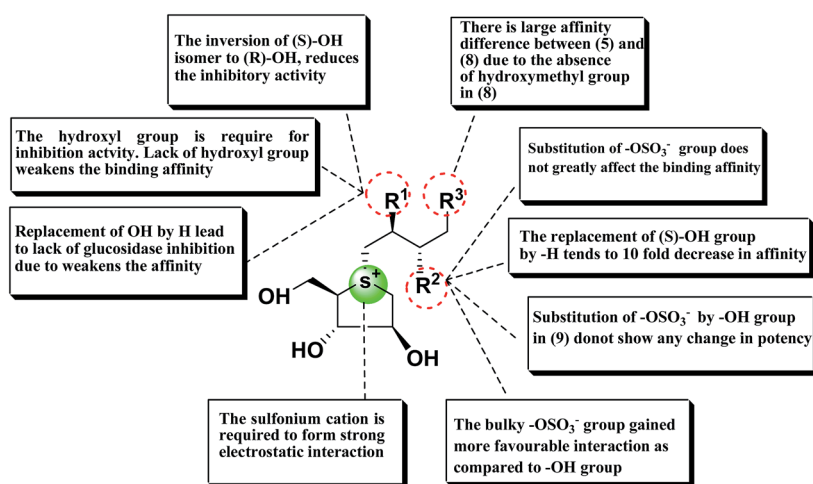 The inversion of (S)-OH
isomer to (R)-OH, reduces
the inhibitory activity
There is large affinity
difference between (5) and
(8) due to the absence
of hydroxymethyl group
in (8)
The hydroxyl group is require for
inhibition actvity. Lack of hydroxyl group
weakens the binding affinity
Substitution of -OSO₃⁻ group does
not greatly affect the binding affinity
Replacement of OH by H lead
to lack of glucosidase inhibition
due to weakens the affinity
The replacement of (S)-OH group
by -H tends to 10 fold decrease in affinity
Substitution of -OSO₃⁻ by -OH group
in (9) donot show any change in potency
R¹
R³
R²
S⁺
OH
HO
OH
The sulfonium cation is
required to form strong
electrostatic interaction
The bulky -OSO₃⁻ group gained
more favourable interaction as
compared to -OH group